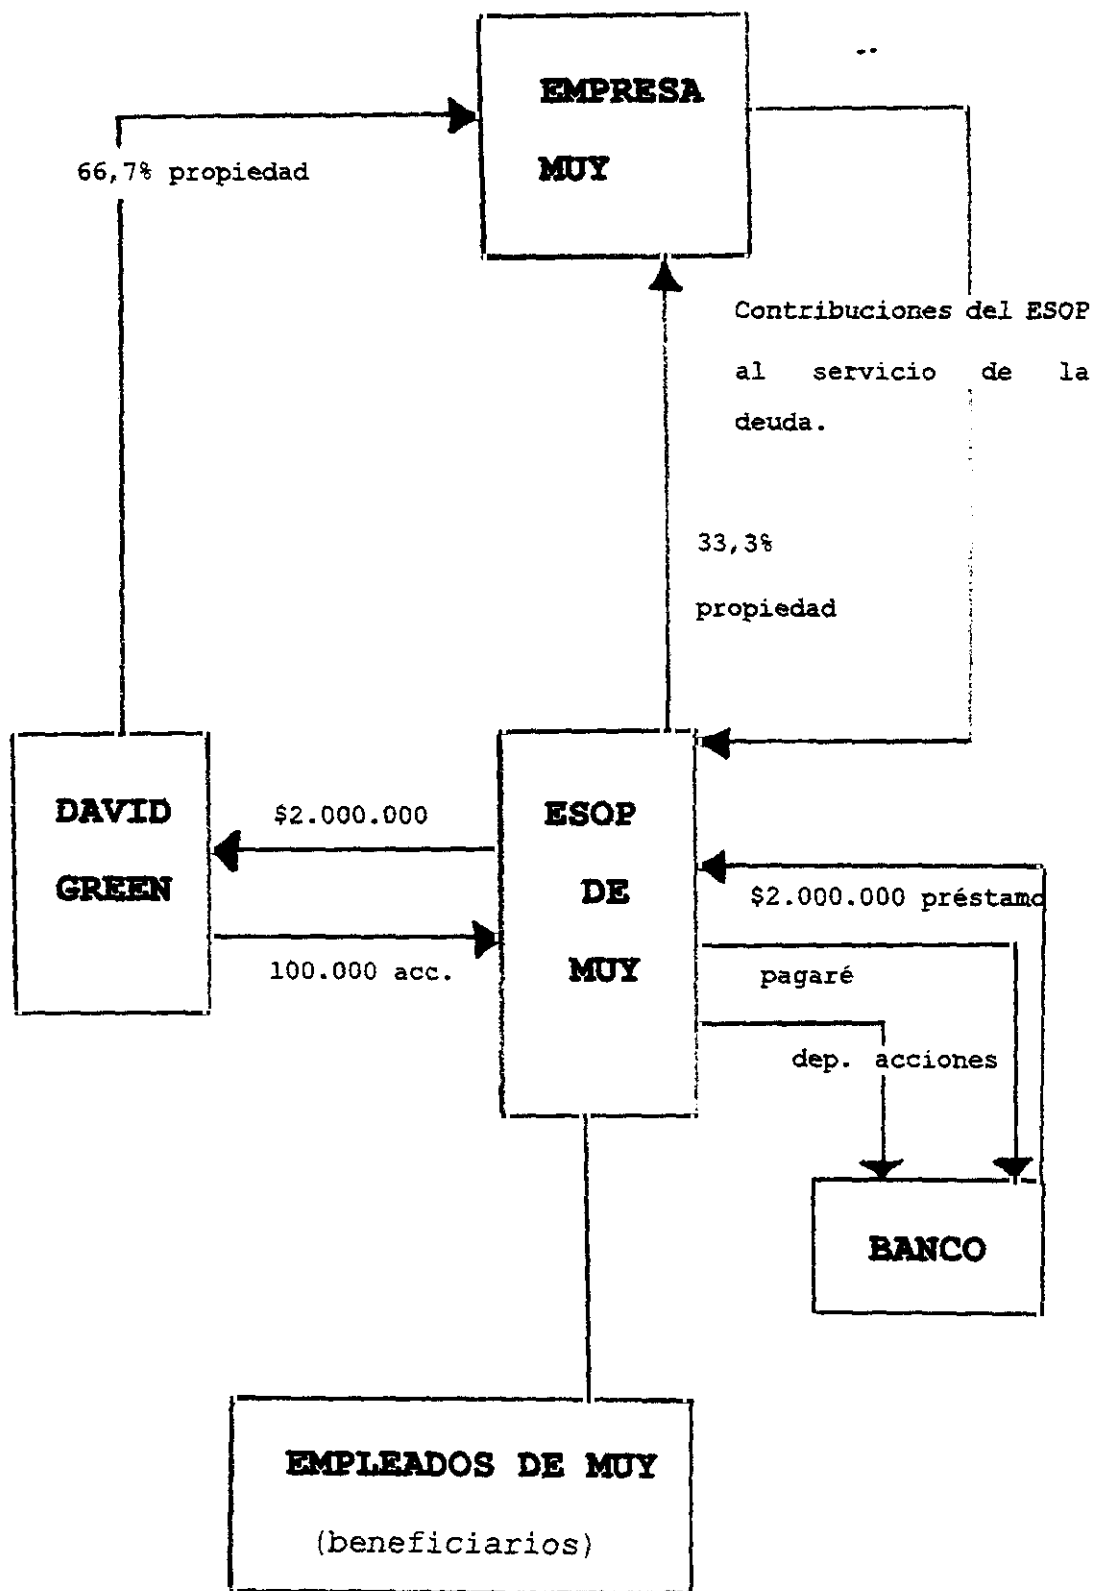 EMPRESA
MUY
66,7% propiedad
Contribuciones del ESOP
al servicio de la
deuda.
33,3%
propiedad
DAVID
GREEN
$2.000.000
100.000 acc.
ESOP
DE
MUY
$2.000.000 préstamo
pagaré
dep. acciones
BANCO
EMPLEADOS DE MUY
(beneficiarios)